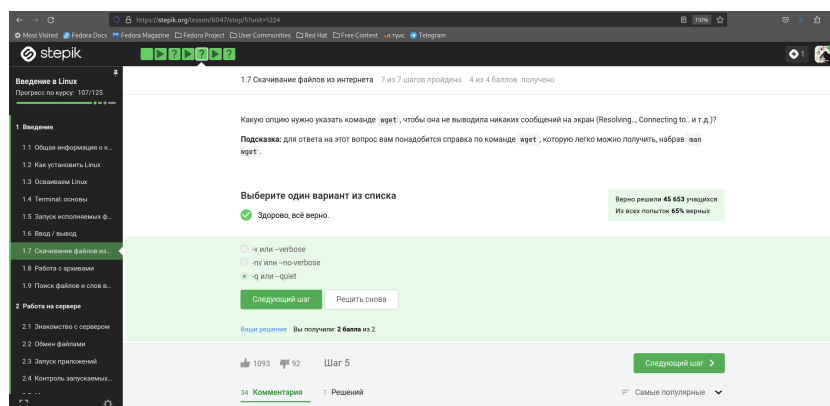 https://stepik.org/lesson/6047/step/5?unit=1224
110%
Most Visited Fedora Docs Fedora Magazine Fedora Project User Communities Red Hat Free Content Telegram
stepik
1
Введение в Linux
Прогресс по курсу: 107/125
1 Введение
1.1 Общая информация о к...
1.2 Как установить Linux
1.3 Осваиваем Linux
1.4 Terminal: основы
1.5 Запуск исполняемых ф...
1.6 Ввод / вывод
1.7 Скачивание файлов из...
1.8 Работа с архивами
1.9 Поиск файлов и слов в...
2 Работа на сервере
2.1 Знакомство с сервером
2.2 Обмен файлами
2.3 Запуск приложений
2.4 Контроль запускаемых...
1.7 Скачивание файлов из интернета 7 из 7 шагов пройдено 4 из 4 баллов получено
Какую опцию нужно указать команде wget, чтобы она не выводила никаких сообщений на экран (Resolving.., Connecting to.. и т.д.)?
Подсказка: для ответа на этот вопрос вам понадобится справка по команде wget, которую легко можно получить, набрав man
wget.
Выберите один вариант из списка
Здорово, всё верно.
Верно решили 45 653 учащихся
Из всех попыток 65% верных
-v или --verbose
-nv или --no-verbose
-q или --quiet
Следующий шаг Решить снова
Ваши решения Вы получили: 2 балла из 2
1093 92 Шаг 5
Следующий шаг
34 Комментария 7 Решений
Самые популярные